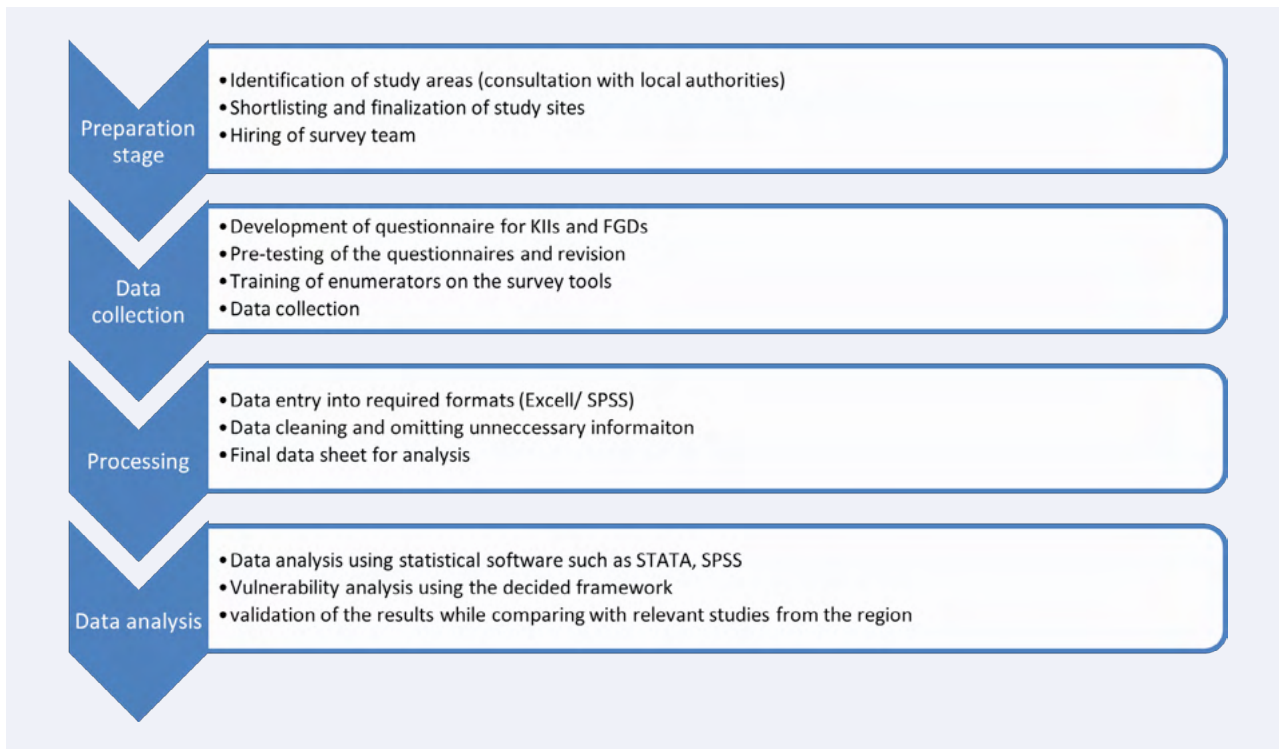 Preparation
stage
•Identification of study areas (consultation with local authorities)
•Shortlisting and finalization of study sites
•Hiring of survey team
Data
collection
•Development of questionnaire for KIIs and FGDs
•Pre-testing of the questionnaires and revision
•Training of enumerators on the survey tools
•Data collection
Processing
•Data entry into required formats (Excell/ SPSS)
•Data cleaning and omitting unneccessary informaiton
•Final data sheet for analysis
Data analysis
•Data analysis using statistical software such as STATA, SPSS
•Vulnerability analysis using the decided framework
•validation of the results while comparing with relevant studies from the region